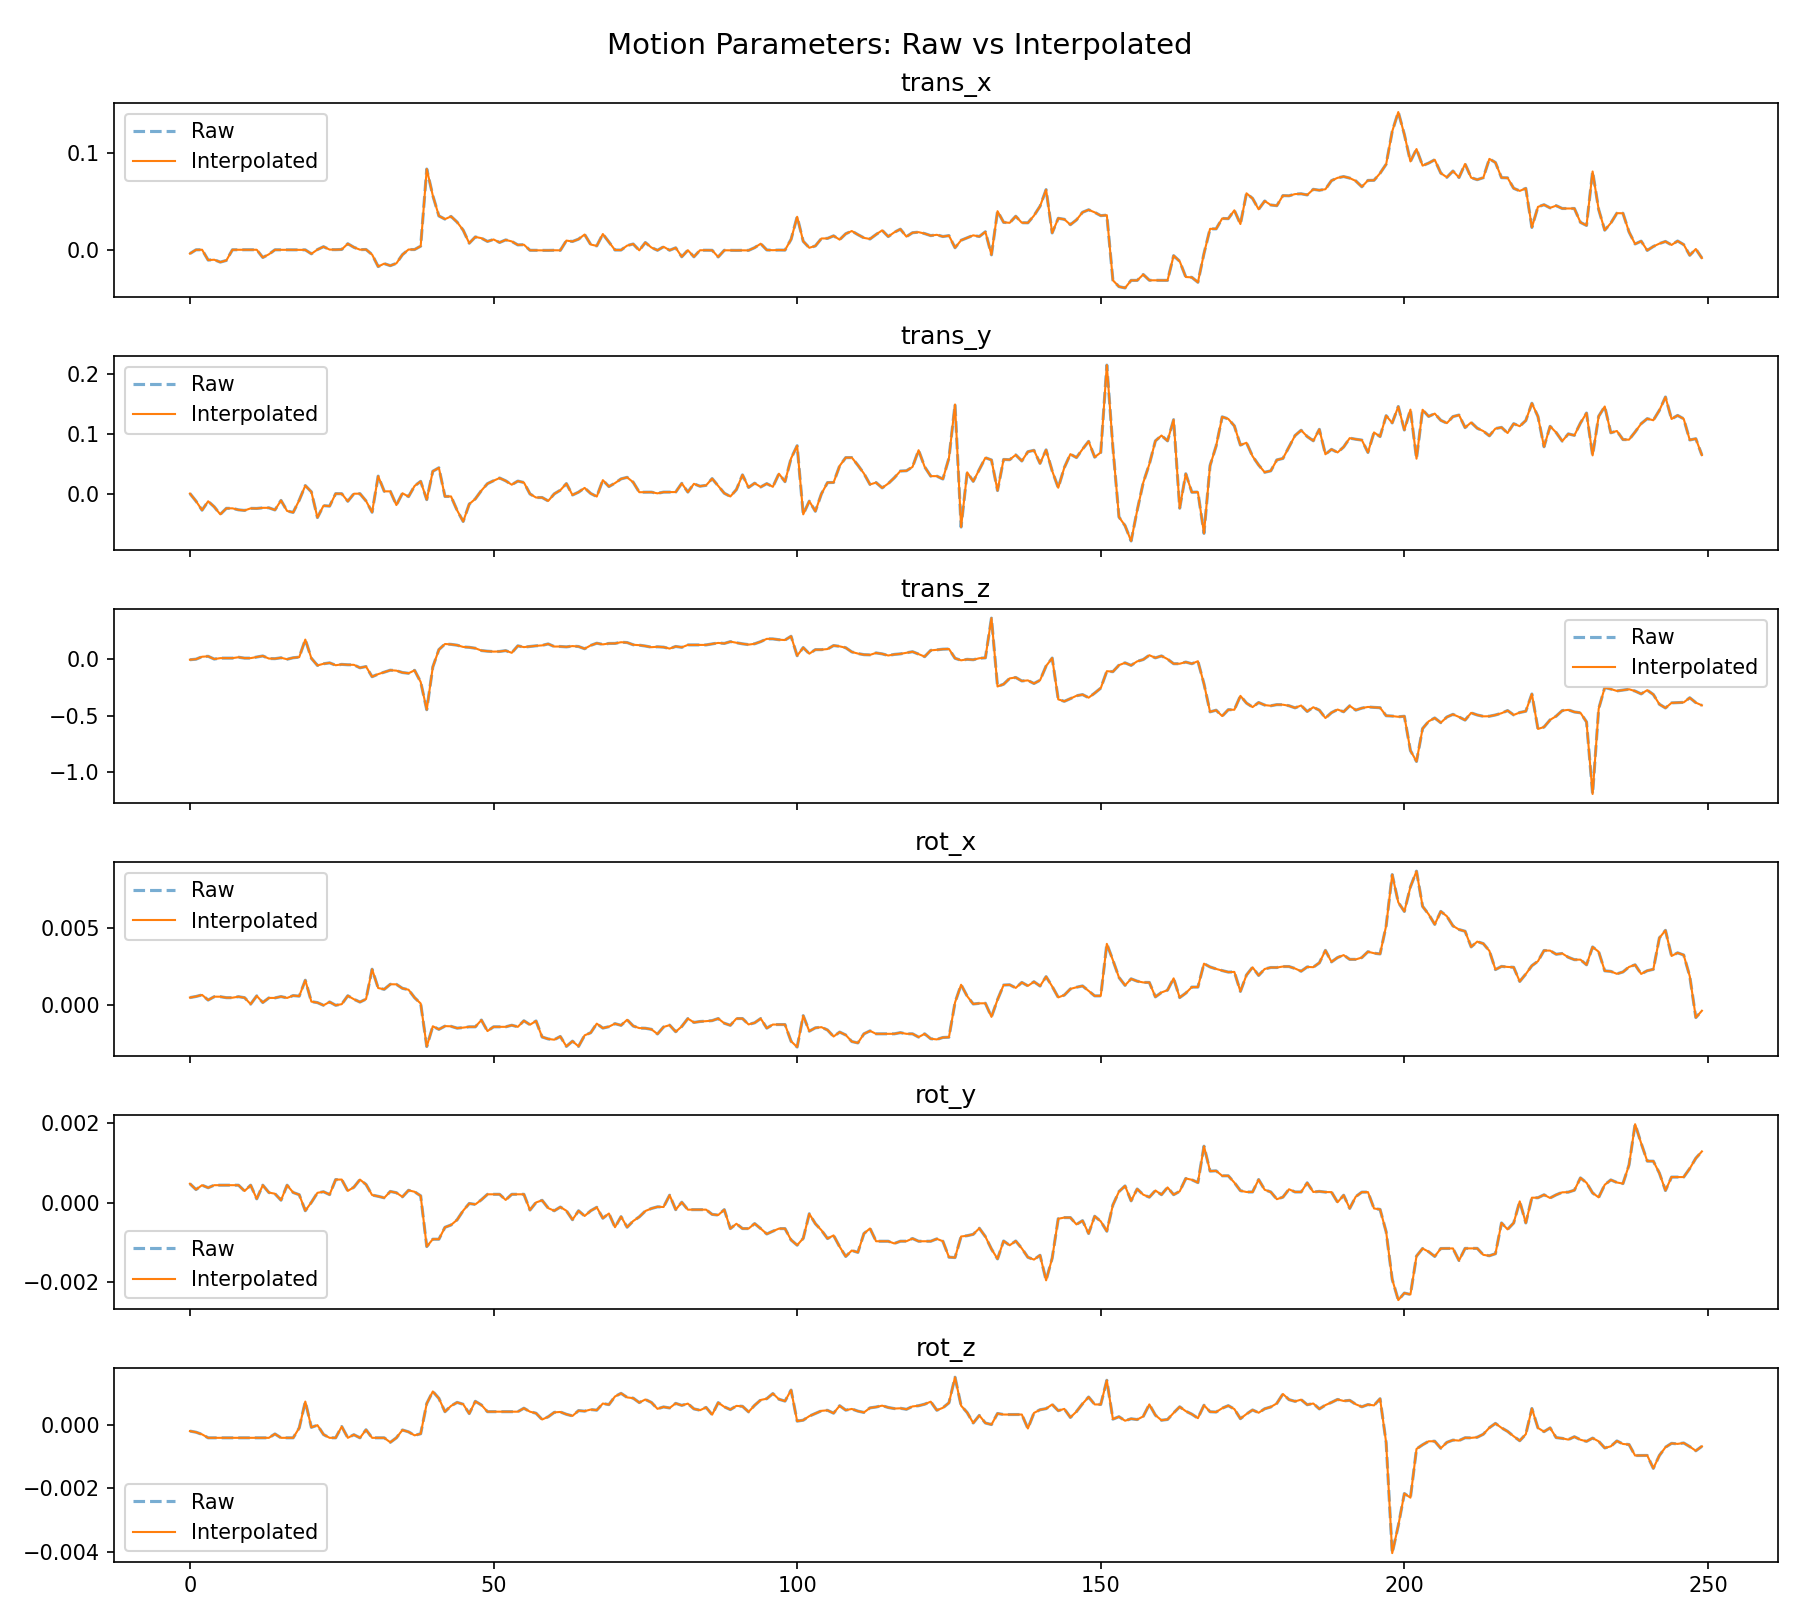 Motion Parameters: Raw vs Interpolated
trans_x
Raw
Interpolated
0.1
0.0
trans_y
Raw
Interpolated
0.2
0.1
0.0
trans_z
Raw
Interpolated
0.0
−0.5
−1.0
rot_x
Raw
Interpolated
0.005
0.000
rot_y
0.002
0.000
−0.002
Raw
Interpolated
rot_z
0.000
−0.002
−0.004
Raw
Interpolated
0 50 100 150 200 250